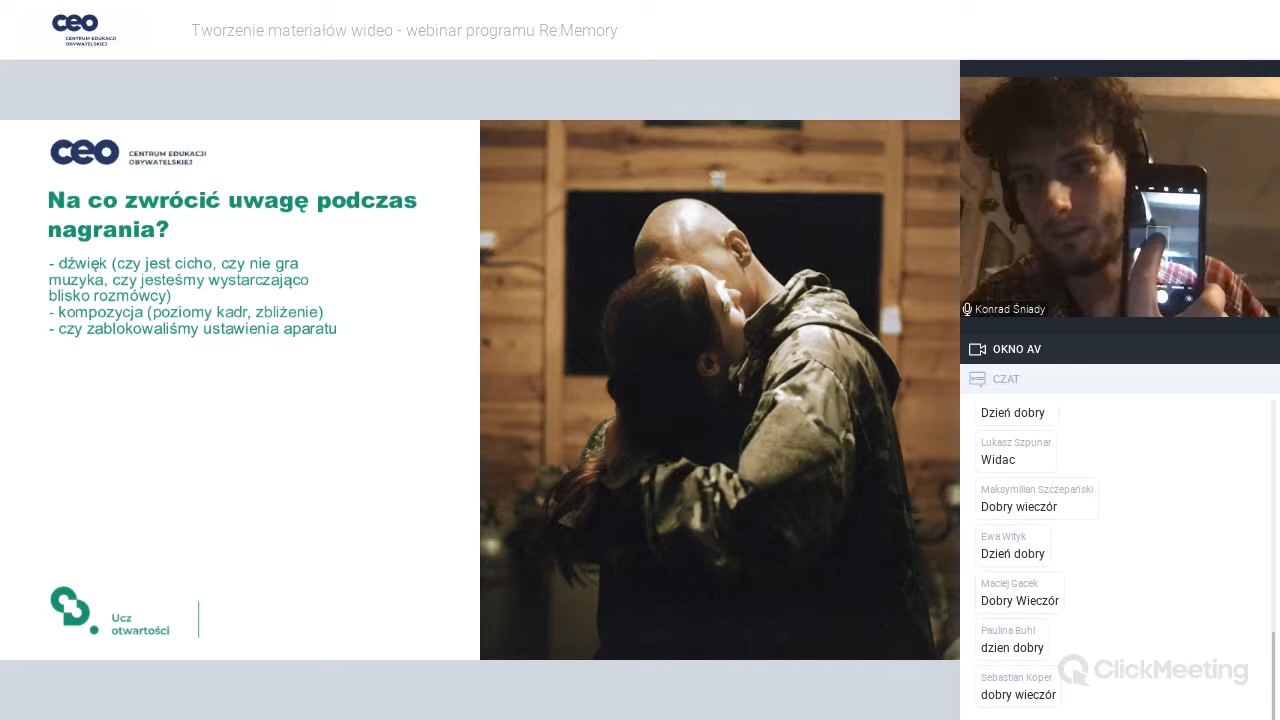 ceo
CENTRUM EDUKACJI
OBYWATELSKIEJ
Tworzenie materiałów wideo - webinar programu Re:Memory
ceo
CENTRUM EDUKACJI
OBYWATELSKIEJ
Na co zwrócić uwagę podczas
nagrania?
- dźwięk (czy jest cicho, czy nie gra
muzyka, czy jesteśmy wystarczająco
blisko rozmówcy)
- kompozycja (poziomy kadr, zbliżenie)
- czy zablokowaliśmy ustawienia aparatu
Ucz
otwartości
Konrad Śniady
OKNO AV
CZAT
Dzień dobry
Łukasz Szpunar
Widac
Maksymilian Szczepański
Dobry wieczór
Ewa Wityk
Dzień dobry
Maciej Gacek
Dobry Wieczór
Paulina Buhl
dzien dobry
Sebastian Koper
dobry wieczór
ClickMeeting